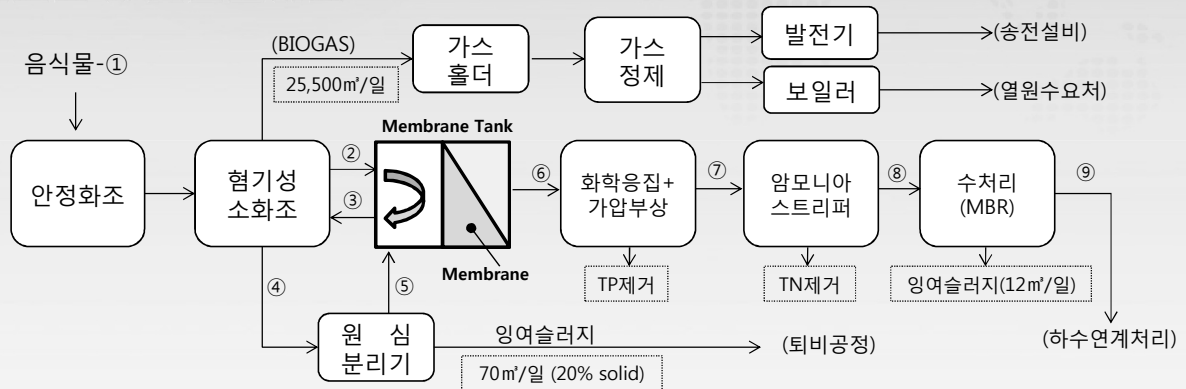 음식물-①
(BIOGAS)
25,500㎥/일
가스
홀더
가스
정제
발전기
(송전설비)
보일러
(열원수요처)
Membrane Tank
안정화조
혐기성
소화조
②
③
④
⑤
Membrane
⑥
화학응집+
가압부상
TP제거
⑦
암모니아
스트리퍼
TN제거
⑧
수처리
(MBR)
잉여슬러지(12㎥/일)
⑨
(하수연계처리)
원 심
분리기
잉여슬러지
70㎥/일 (20% solid)
(퇴비공정)